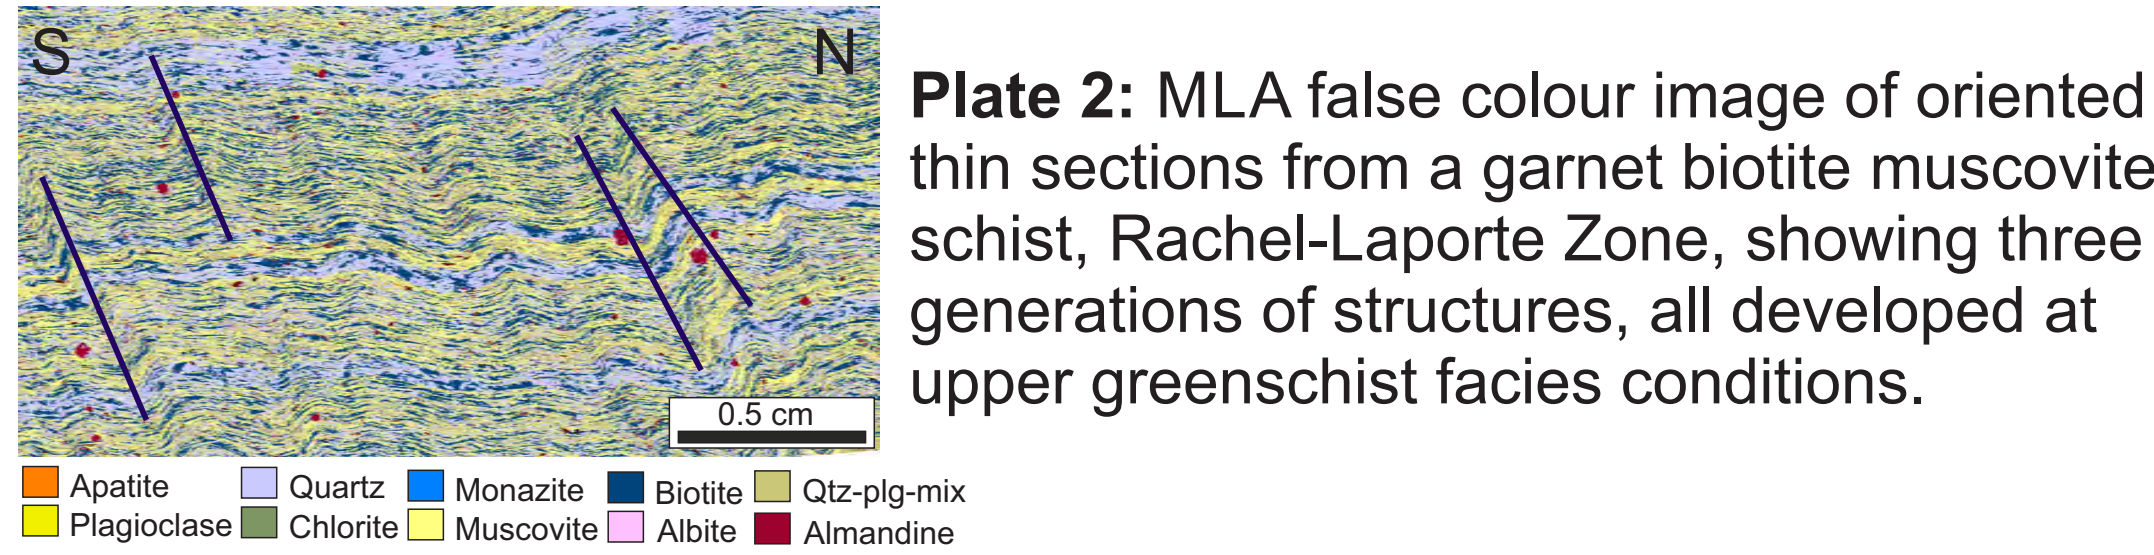 S
N
Plate 2: MLA false colour image of oriented
thin sections from a garnet biotite muscovite
schist, Rachel-Laporte Zone, showing three
generations of structures, all developed at
upper greenschist facies conditions.
0.5 cm
Apatite
Quartz
Monazite
Biotite
Qtz-plg-mix
Plagioclase
Chlorite
Muscovite
Albite
Almandine